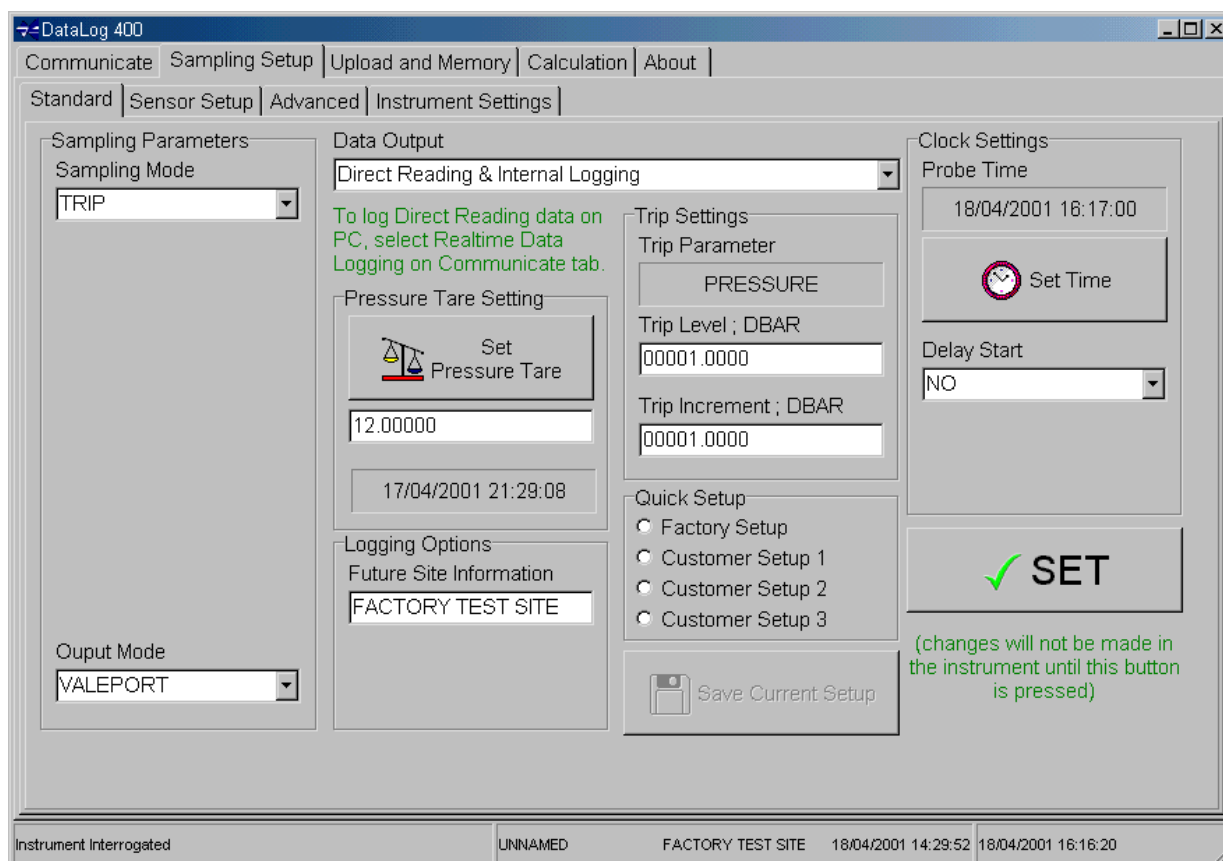 DataLog 400
Communicate Sampling Setup Upload and Memory Calculation About
Standard Sensor Setup Advanced Instrument Settings
Sampling Parameters
Sampling Mode
TRIP
Ouput Mode
VALEPORT
Data Output
Direct Reading & Internal Logging
To log Direct Reading data on
PC, select Realtime Data
Logging on Communicate tab.
Pressure Tare Setting
Set
Pressure Tare
12.00000
17/04/2001 21:29:08
Logging Options
Future Site Information
FACTORY TEST SITE
Trip Settings
Trip Parameter
PRESSURE
Trip Level ; DBAR
00001.0000
Trip Increment ; DBAR
00001.0000
Quick Setup
Factory Setup
Customer Setup 1
Customer Setup 2
Customer Setup 3
Save Current Setup
Clock Settings
Probe Time
18/04/2001 16:17:00
Set Time
Delay Start
NO
SET
(changes will not be made in
the instrument until this button
is pressed)
Instrument Interrogated UNNAMED FACTORY TEST SITE 18/04/2001 14:29:52 18/04/2001 16:16:20